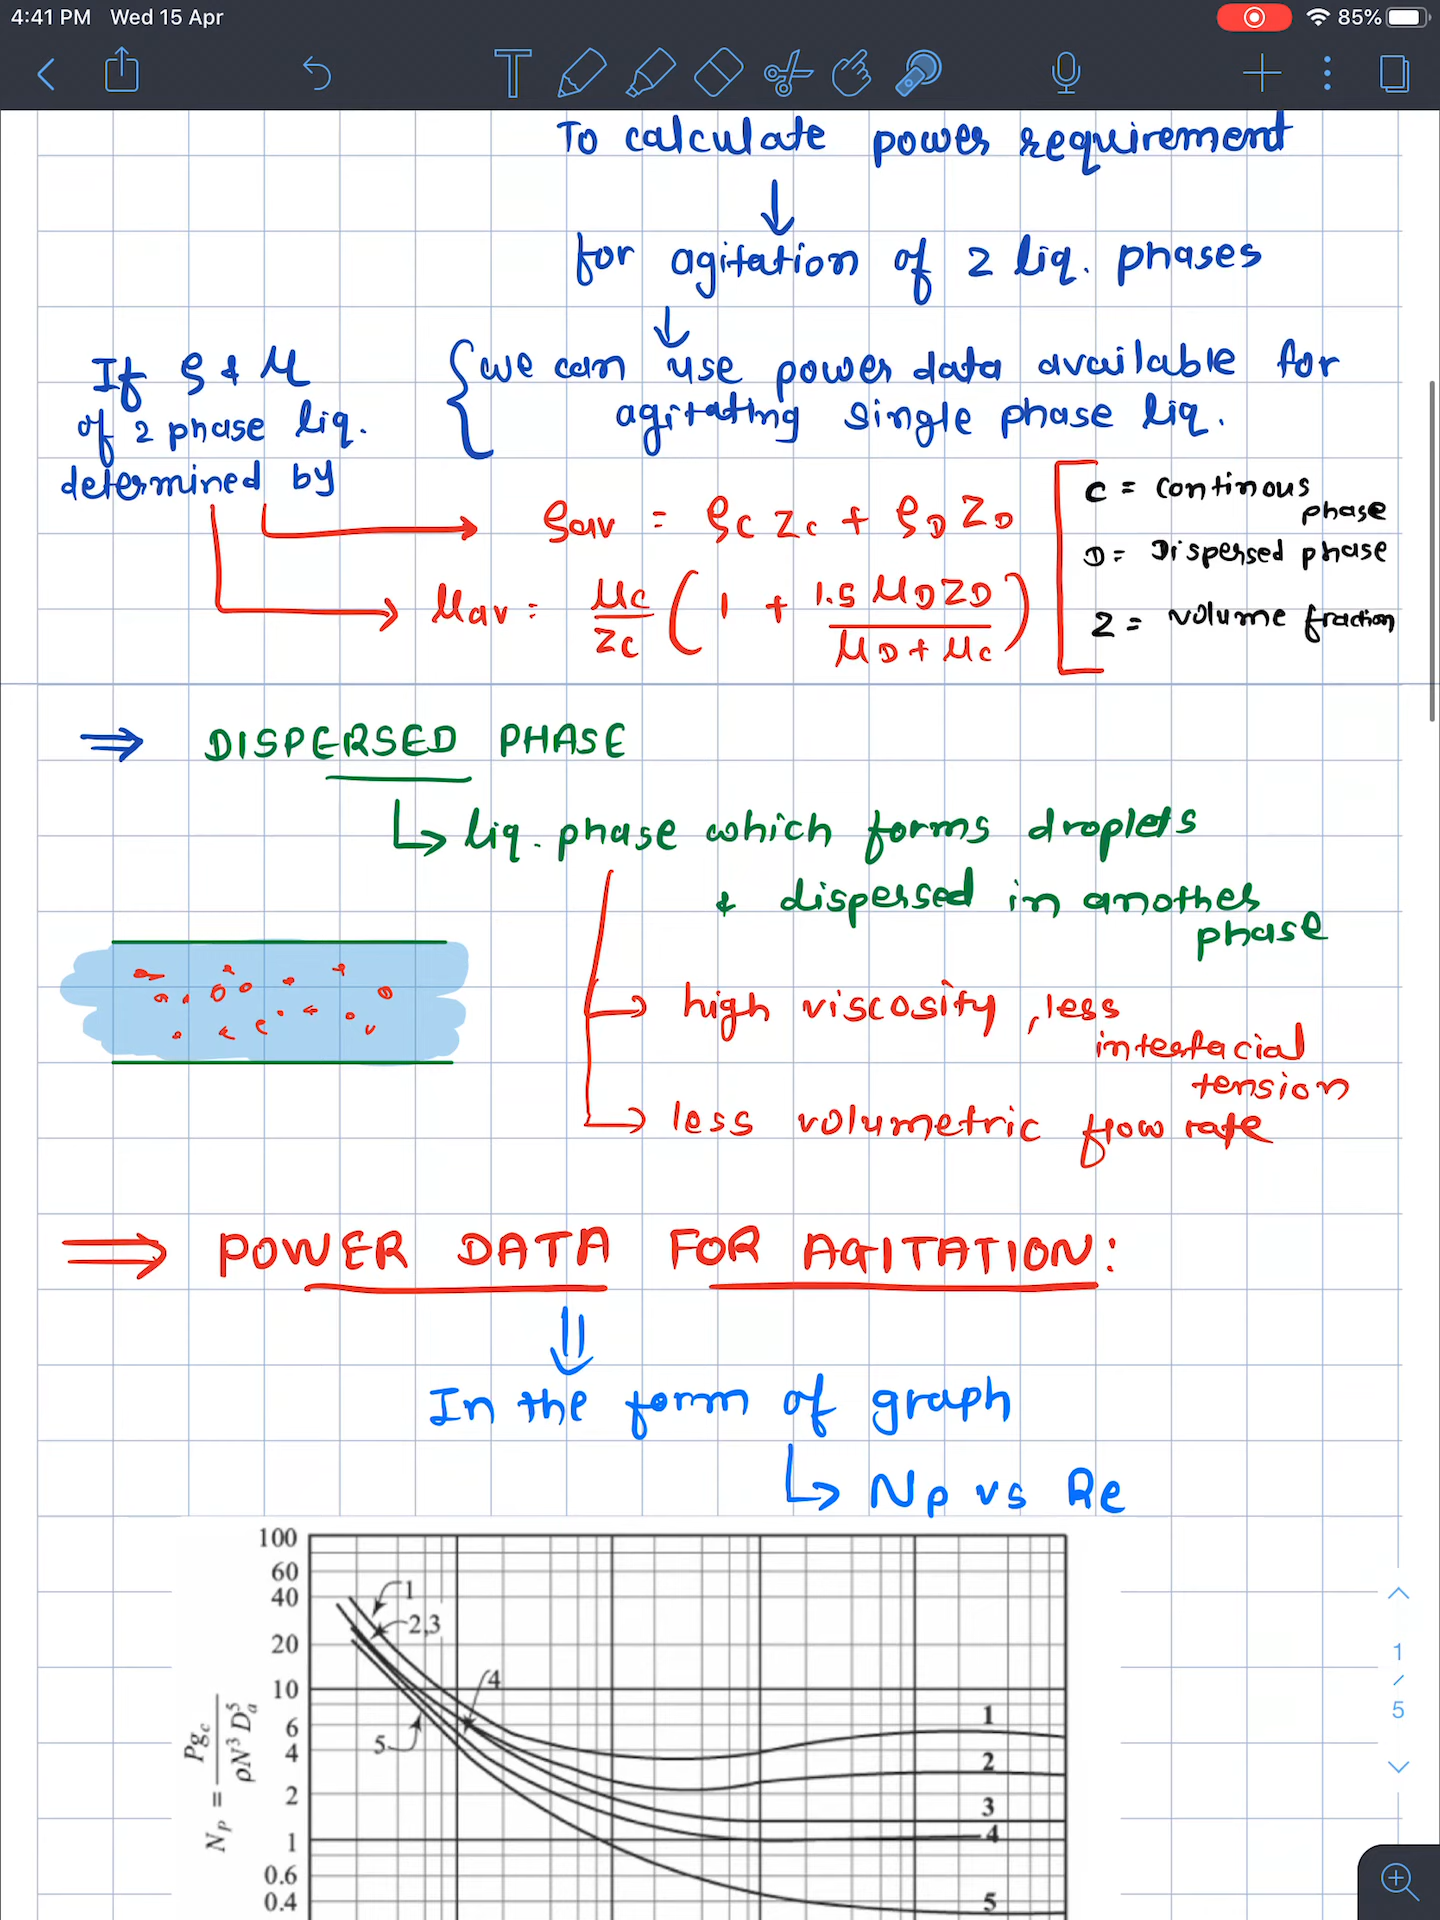 4:41 PM Wed 15 Apr
85%
To calculate power requirement
for agitation of 2 liq. phases
If ρ & μ
of 2 phase liq.
determined by
we can use power data available for
agitating single phase liq.
ρav = ρC ZC + ρD ZD
μav = μC/ZC ( 1 + 1.5 μD ZD / μD + μC )
C = continous
phase
D = Dispersed phase
Z = volume fraction
⇒ DISPERSED PHASE
↳ liq. phase which forms droplets
& dispersed in another
phase
→ high viscosity, less
interfacial
tension
→ less volumetric flow rate
⇒ POWER DATA FOR AGITATION:
In the form of graph
↳ Np vs Re
100
60
40
20
10
6
4
2
1
0.6
0.4
NP = Pgc / ρN³Da⁵
1
2,3
4
5
1
2
3
4
5
1
/
5